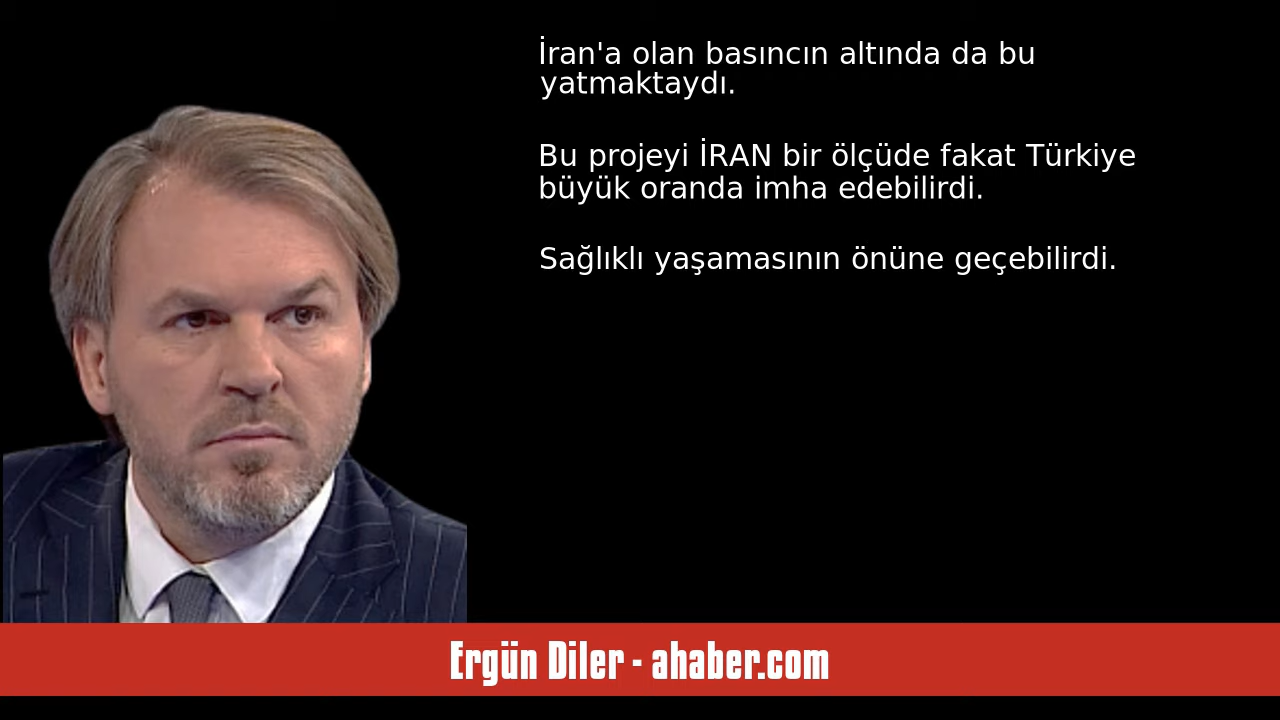 İran'a olan basıncın altında da bu
yatmaktaydı.
Bu projeyi İRAN bir ölçüde fakat Türkiye
büyük oranda imha edebilirdi.
Sağlıklı yaşamasının önüne geçebilirdi.
Ergün Diler - ahaber.com